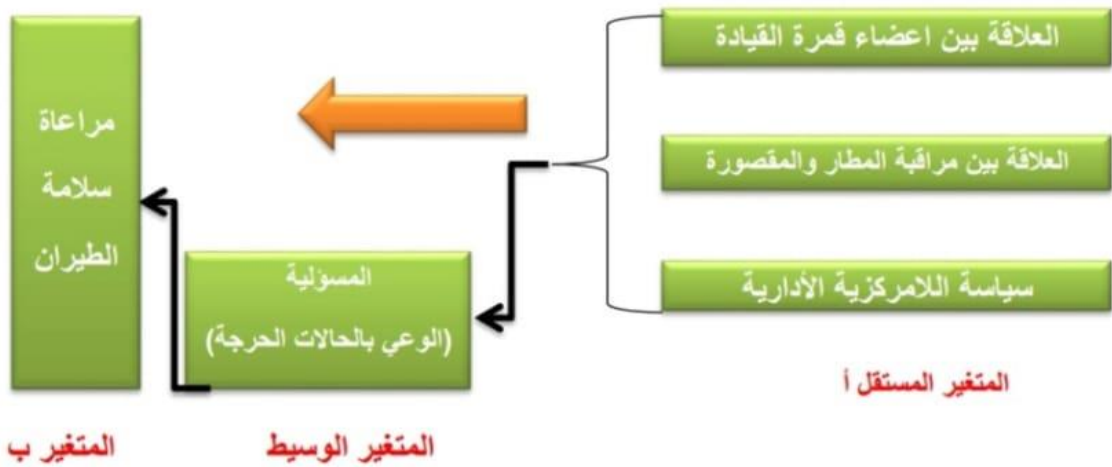 العلاقة بين اعضاء قمرة القيادة
العلاقة بين مراقبة المطار والمقصورة
سياسة اللامركزية الأدارية
المتغير المستقل أ
المسؤلية
(الوعي بالحالات الحرجة)
المتغير الوسيط
مراعاة
سلامة
الطيران
المتغير ب